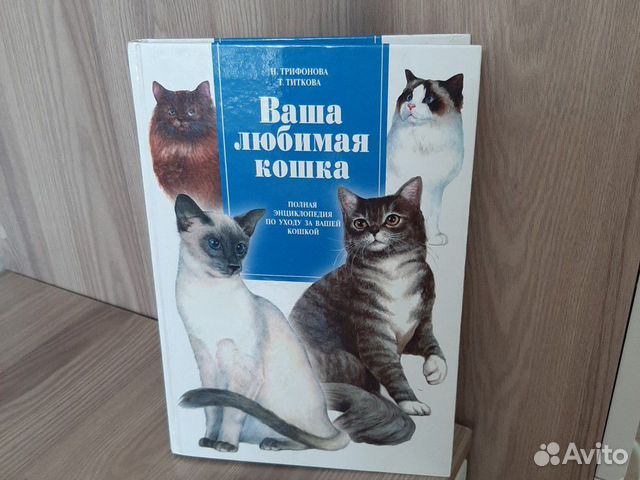 Н. ТРИФОНОВА
Т. ТИТКОВА
Ваша
любимая
кошка
ПОЛНАЯ
ЭНЦИКЛОПЕДИЯ
ПО УХОДУ ЗА ВАШЕЙ
КОШКОЙ
Avito